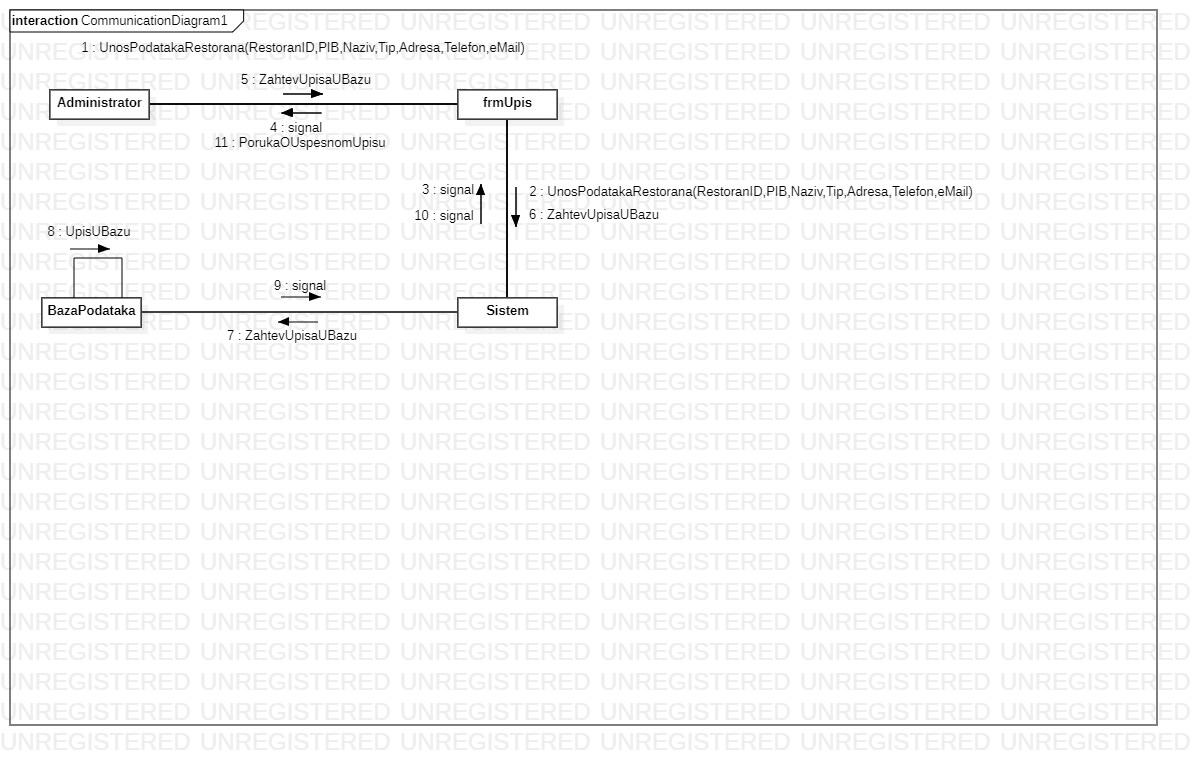 interaction CommunicationDiagram1
1 : UnosPodatakaRestorana(RestoranID,PIB,Naziv,Tip,Adresa,Telefon,eMail)
5 : ZahtevUpisaUBazu
Administrator
frmUpis
4 : signal
11 : PorukaOUspesnomUpisu
3 : signal
2 : UnosPodatakaRestorana(RestoranID,PIB,Naziv,Tip,Adresa,Telefon,eMail)
10 : signal
6 : ZahtevUpisaUBazu
8 : UpisUBazu
9 : signal
BazaPodataka
Sistem
7 : ZahtevUpisaUBazu
UNREGISTERED